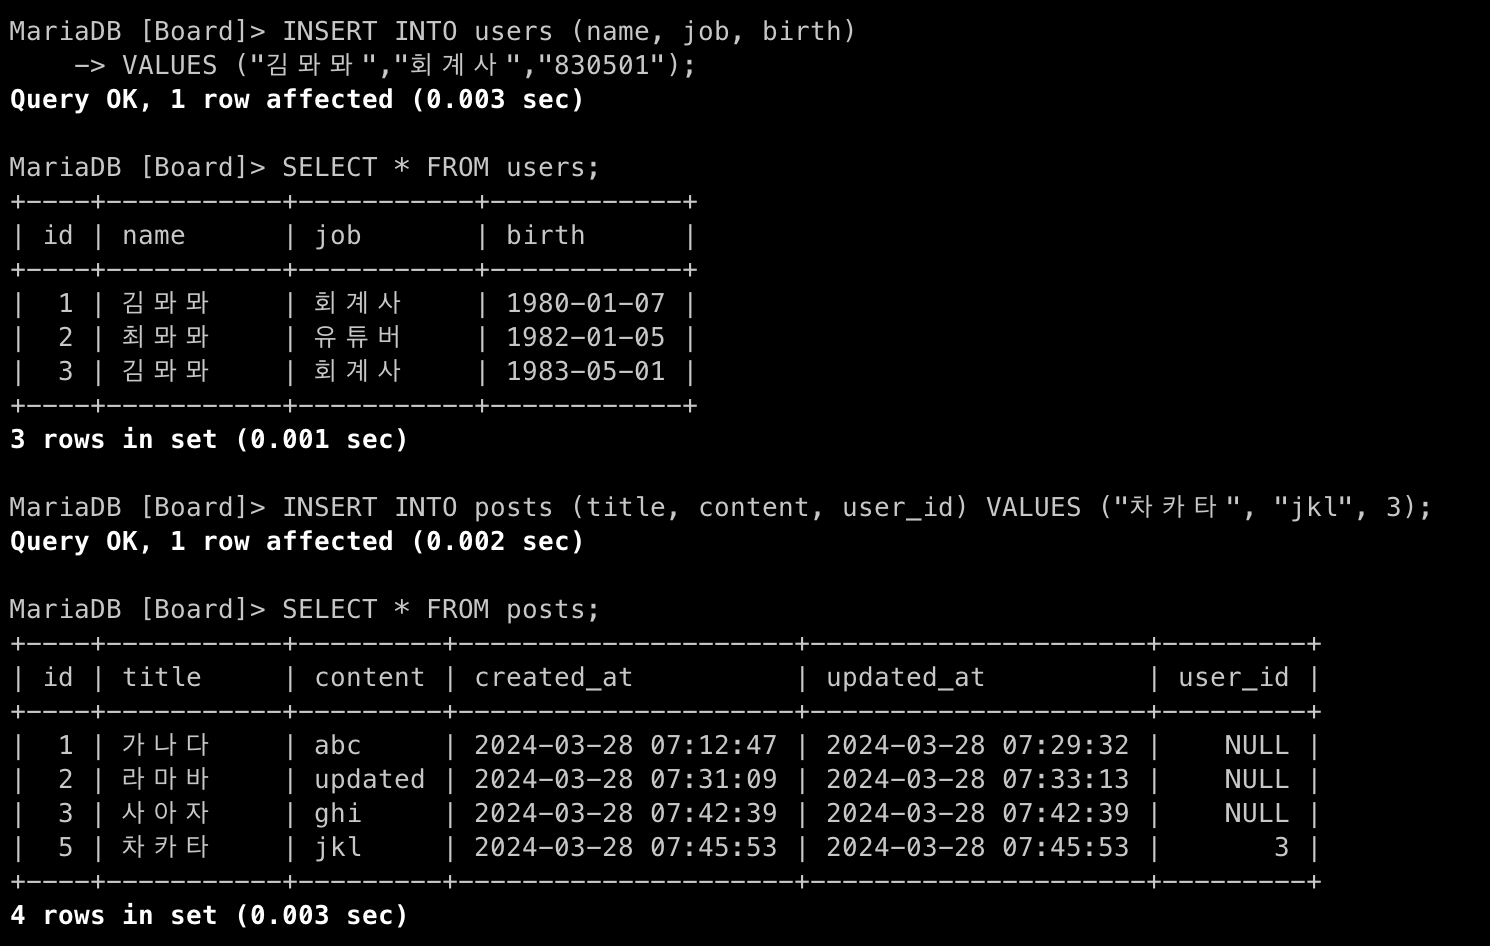 MariaDB [Board]> INSERT INTO users (name, job, birth)
    -> VALUES ("김뫄뫄","회계사","830501");
Query OK, 1 row affected (0.003 sec)

MariaDB [Board]> SELECT * FROM users;
+----+-----------+-----------+------------+
| id | name      | job       | birth      |
+----+-----------+-----------+------------+
|  1 | 김뫄뫄    | 회계사    | 1980-01-07 |
|  2 | 최뫄뫄    | 유튜버    | 1982-01-05 |
|  3 | 김뫄뫄    | 회계사    | 1983-05-01 |
+----+-----------+-----------+------------+
3 rows in set (0.001 sec)

MariaDB [Board]> INSERT INTO posts (title, content, user_id) VALUES ("차카타", "jkl", 3);
Query OK, 1 row affected (0.002 sec)

MariaDB [Board]> SELECT * FROM posts;
+----+-----------+---------+---------------------+---------------------+---------+
| id | title     | content | created_at          | updated_at          | user_id |
+----+-----------+---------+---------------------+---------------------+---------+
|  1 | 가나다    | abc     | 2024-03-28 07:12:47 | 2024-03-28 07:29:32 |    NULL |
|  2 | 라마바    | updated | 2024-03-28 07:31:09 | 2024-03-28 07:33:13 |    NULL |
|  3 | 사아자    | ghi     | 2024-03-28 07:42:39 | 2024-03-28 07:42:39 |    NULL |
|  5 | 차카타    | jkl     | 2024-03-28 07:45:53 | 2024-03-28 07:45:53 |       3 |
+----+-----------+---------+---------------------+---------------------+---------+
4 rows in set (0.003 sec)